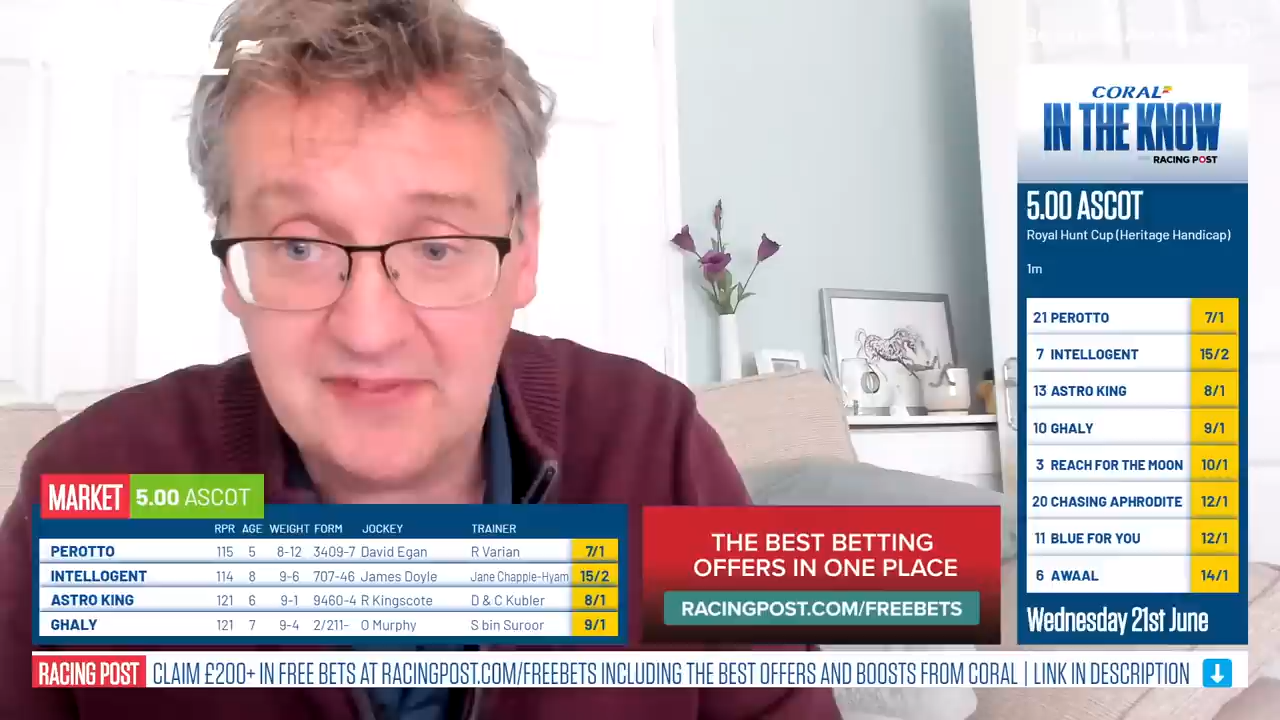 CORAL
IN THE KNOW
RACING POST
5.00 ASCOT
Royal Hunt Cup (Heritage Handicap)
1m
21 PEROTTO 7/1
7 INTELLOGENT 15/2
13 ASTRO KING 8/1
10 GHALY 9/1
3 REACH FOR THE MOON 10/1
20 CHASING APHRODITE 12/1
11 BLUE FOR YOU 12/1
6 AWAAL 14/1
Wednesday 21st June
MARKET 5.00 ASCOT
RPR AGE WEIGHT FORM JOCKEY TRAINER
PEROTTO 115 5 8-12 3409-7 David Egan R Varian 7/1
INTELLOGENT 114 8 9-6 707-46 James Doyle Jane Chapple-Hyam 15/2
ASTRO KING 121 6 9-1 9460-4 R Kingscote D & C Kubler 8/1
GHALY 121 7 9-4 2/211- O Murphy S bin Suroor 9/1
THE BEST BETTING
OFFERS IN ONE PLACE
RACINGPOST.COM/FREEBETS
RACING POST CLAIM £200+ IN FREE BETS AT RACINGPOST.COM/FREEBETS INCLUDING THE BEST OFFERS AND BOOSTS FROM CORAL | LINK IN DESCRIPTION